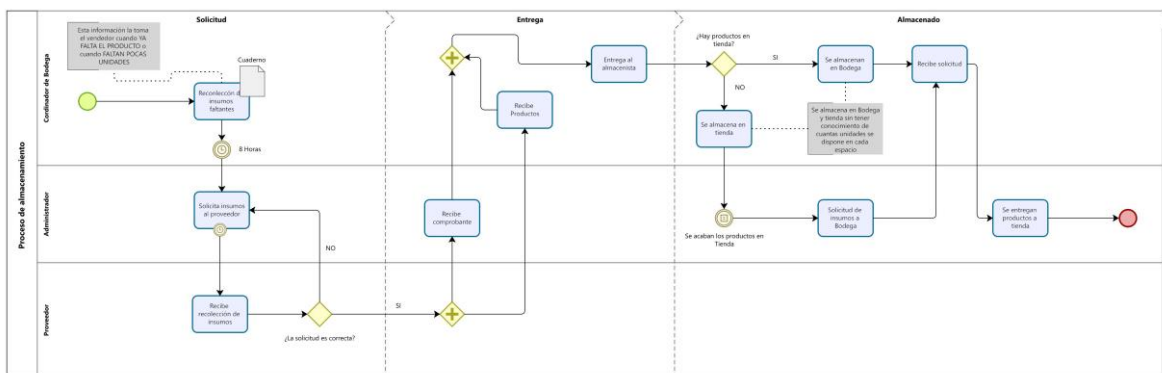 Proceso de almacenamiento
Solicitud
Entrega
Almacenado
Cordinador de Bodega
Esta información la toma
el vendedor cuando YA
FALTA EL PRODUCTO o
cuando FALTAN POCAS
UNIDADES
Cuaderno
insumos
faltantes
8 Horas
Entrega al
almacenista
Recibe
Productos
¿Hay productos en
tienda?
SI
Se almacenan
en Bodega
Recibe solicitud
NO
Se almacena en
tienda
Se almacena en Bodega
y tienda sin tener
conocimiento de
cuantas unidades se
dispone en cada
espacio
Administrador
Solicita insumos
al proveedor
NO
Recibe
comprobante
Se acaban los productos en
Tienda
Solicitud de
insumos a
Bodega
Se entregan
productos a
tienda
Proveedor
Recibe
recolección de
insumos
¿La solicitud es correcta?
SI